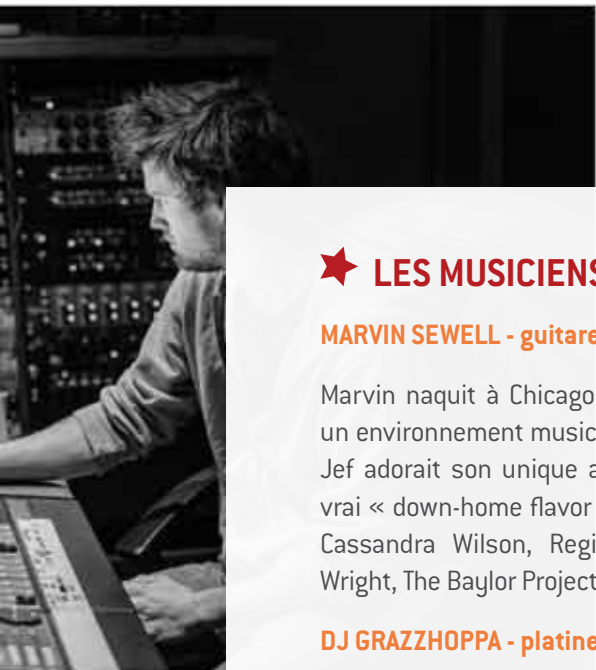 LES MUSICIENS
MARVIN SEWELL - guitare
Marvin naquit à Chicago
un environnement music
Jef adorait son unique a
vrai « down-home flavor
Cassandra Wilson, Regi
Wright, The Baylor Project
DJ GRAZZHOPPA - platine